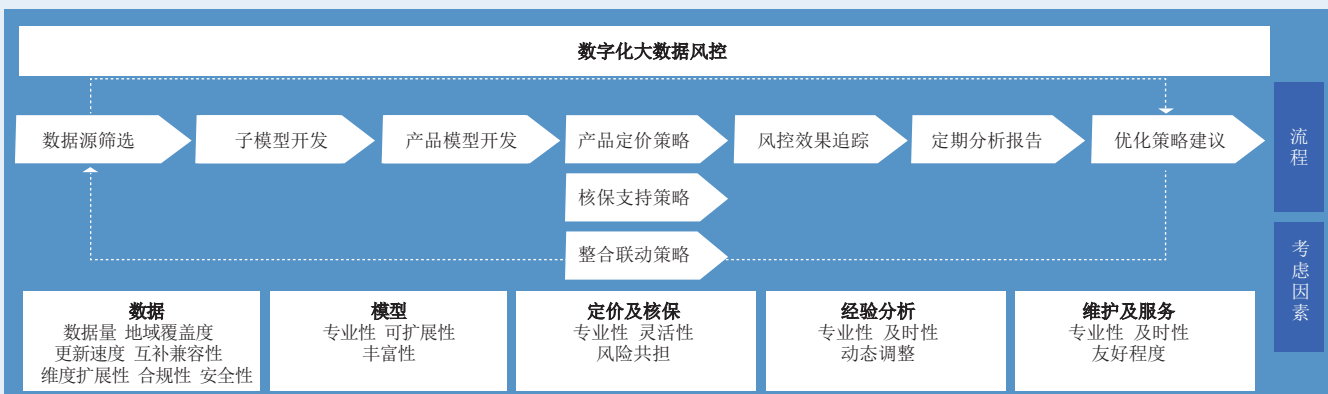 数字化大数据风控
数据源筛选
子模型开发
产品模型开发
产品定价策略
风控效果追踪
定期分析报告
优化策略建议
流程
核保支持策略
整合联动策略
考虑因素
数据
数据量 地域覆盖度
更新速度 互补兼容性
维度扩展性 合规性 安全性
模型
专业性 可扩展性
丰富性
定价及核保
专业性 灵活性
风险共担
经验分析
专业性 及时性
动态调整
维护及服务
专业性 及时性
友好程度